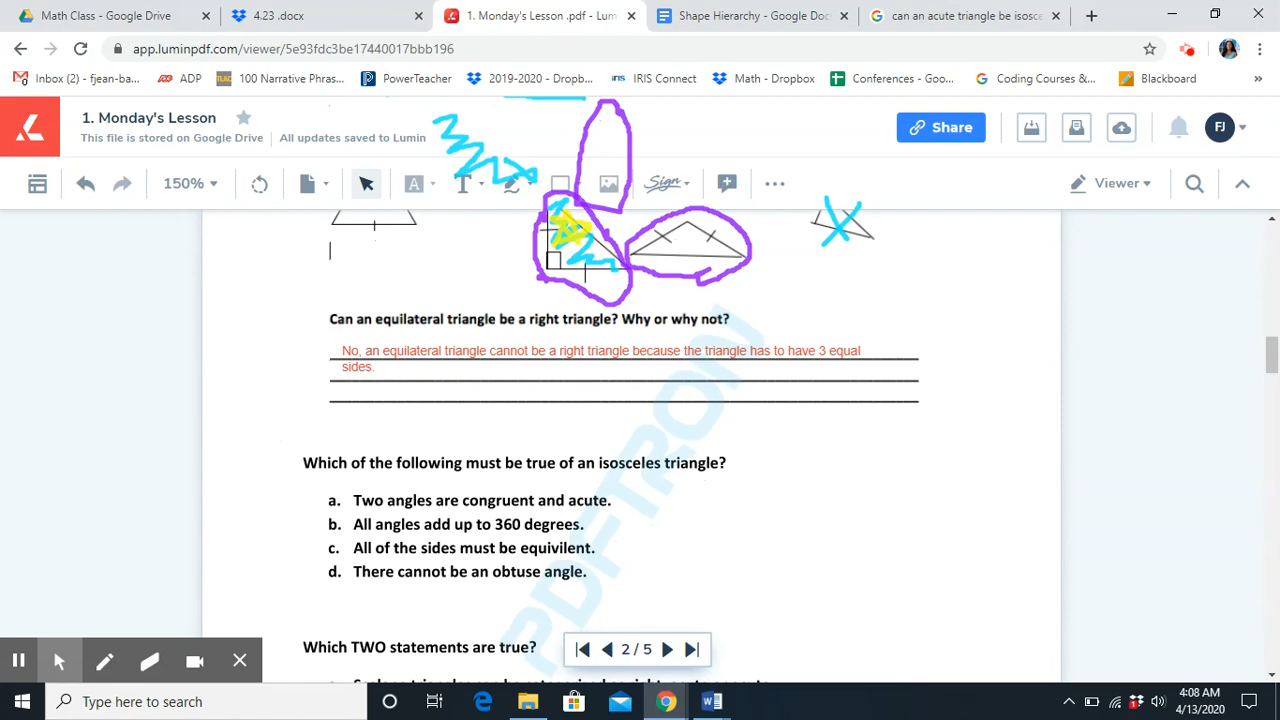 Math Class - Google Drive
4.23 .docx
1. Monday's Lesson .pdf - Lum
Shape Hierarchy - Google Doc
can an acute triangle be isosc
app.luminpdf.com/viewer/5e93fdc3be17440017bbb196
Inbox (2) - fjean-ba...
ADP
100 Narrative Phras...
PowerTeacher
2019-2020 - Dropb...
IRIS Connect
Math - Dropbox
Conferences - Goo...
Coding Courses &...
Blackboard
»
1. Monday's Lesson
This file is stored on Google Drive
All updates saved to Lumin
Share
FJ
150%
A
T
Sign
Viewer
Can an equilateral triangle be a right triangle? Why or why not?
No, an equilateral triangle cannot be a right triangle because the triangle has to have 3 equal
sides.
Which of the following must be true of an isosceles triangle?
a. Two angles are congruent and acute.
b. All angles add up to 360 degrees.
c. All of the sides must be equivilent.
d. There cannot be an obtuse angle.
PDFTRON
Which TWO statements are true?
2 / 5
Type here to search
4:08 AM
4/13/2020